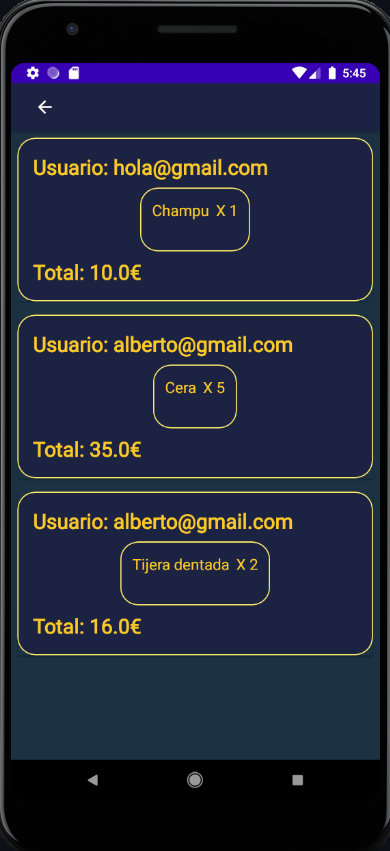 5:45
Usuario: hola@gmail.com
Champu X 1
Total: 10.0€
Usuario: alberto@gmail.com
Cera X 5
Total: 35.0€
Usuario: alberto@gmail.com
Tijera dentada X 2
Total: 16.0€